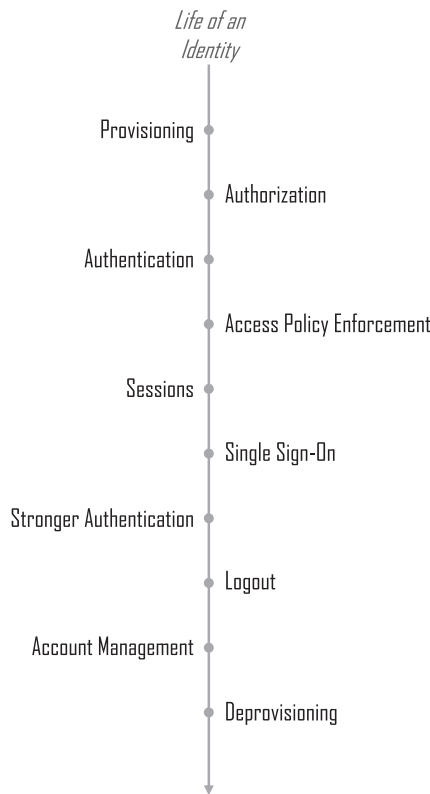 Life of an
Identity
Provisioning
Authorization
Authentication
Access Policy Enforcement
Sessions
Single Sign-On
Stronger Authentication
Logout
Account Management
Deprovisioning